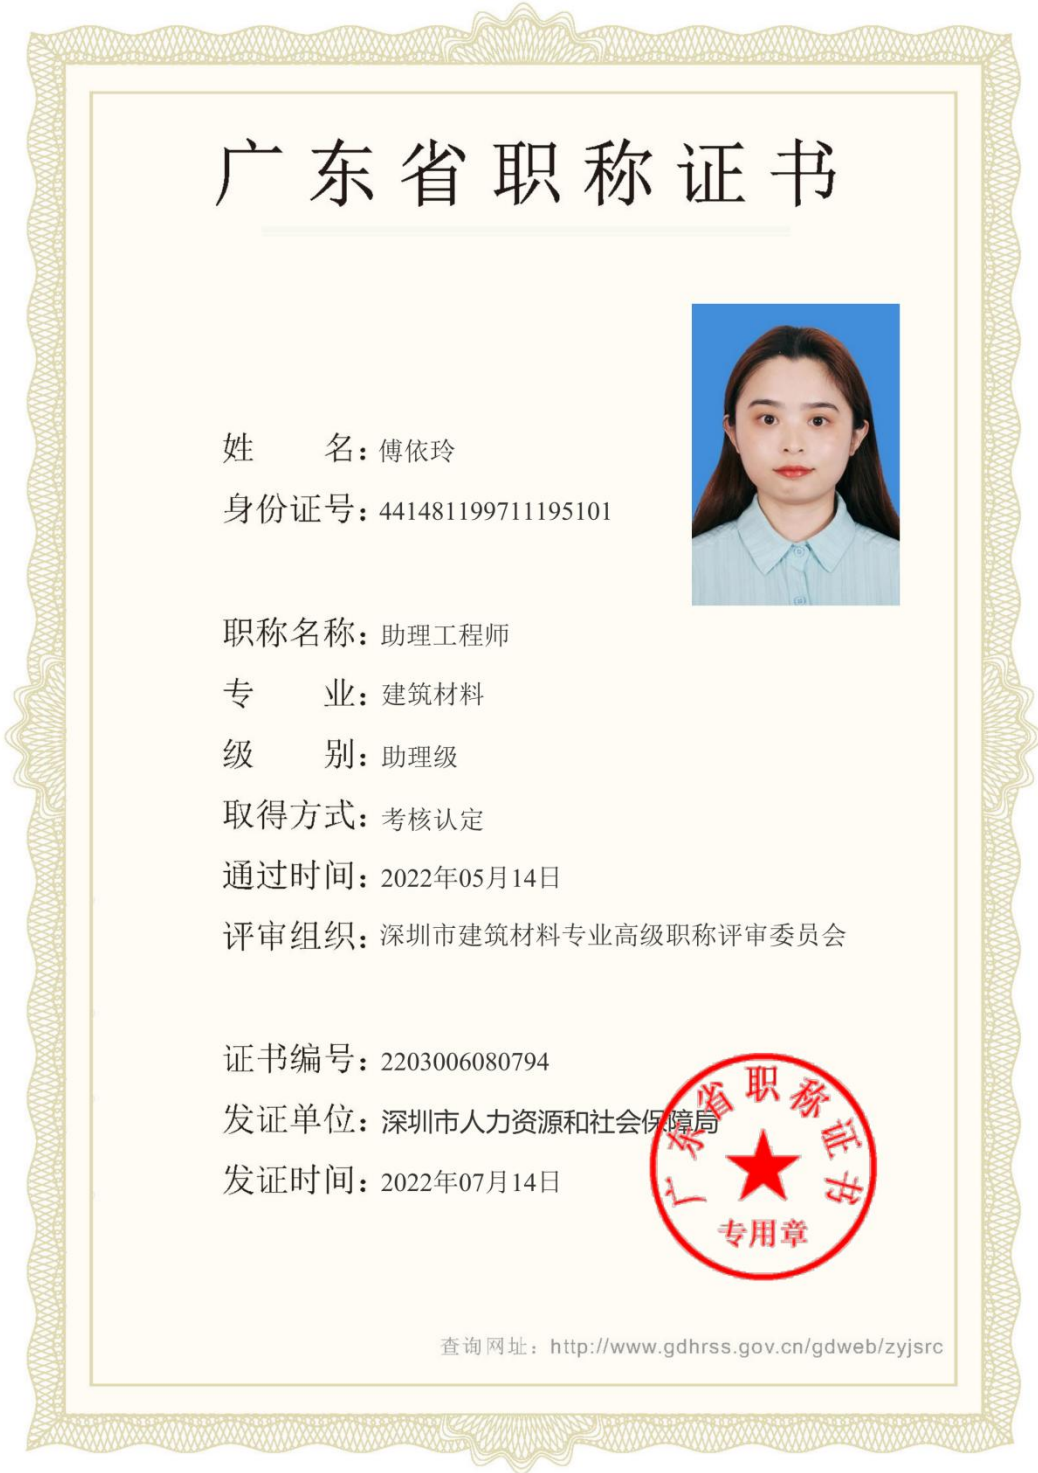 广东省职称证书
姓名：傅依玲
身份证号：441481199711195101
职称名称：助理工程师
专业：建筑材料
级别：助理级
取得方式：考核认定
通过时间：2022年05月14日
评审组织：深圳市建筑材料专业高级职称评审委员会
证书编号：2203006080794
发证单位：深圳市人力资源和社会保障局
发证时间：2022年07月14日
广东省职称证书
专用章
查询网址：http://www.gdhrss.gov.cn/gdweb/zyjsrc